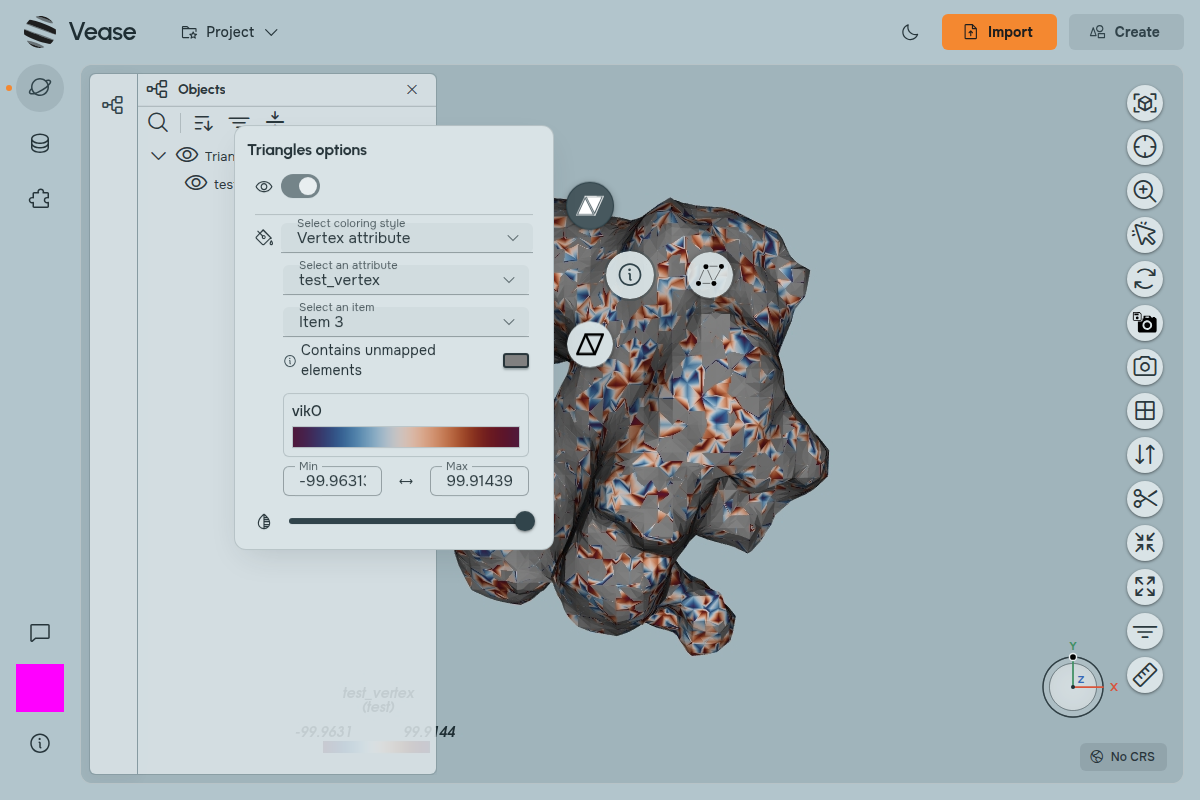 Vease
Project
Import
Create
Objects
Trian
tes
Triangles options
Select coloring style
Vertex attribute
Select an attribute
test_vertex
Select an item
Item 3
Contains unmapped
elements
vikO
Min
-99.9631
Max
99.91439
test_vertex
(test)
-99.9631
99.9144
Y
Z
X
No CRS